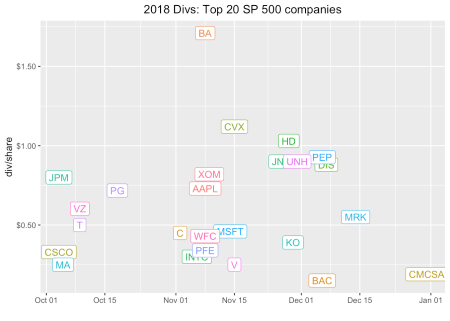 2018 Divs: Top 20 SP 500 companies
BA
$1.50
CVX
HD
$1.00
PEP
JN
UNH
DIS
JPM
XOM
AAPL
PG
VZ
MRK
T
$0.50
C
MSFT
WFC
KO
CSCO
PFE
INTC
MA
V
CMCSA
BAC
div/share
Oct 01
Oct 15
Nov 01
Nov 15
Dec 01
Dec 15
Jan 01